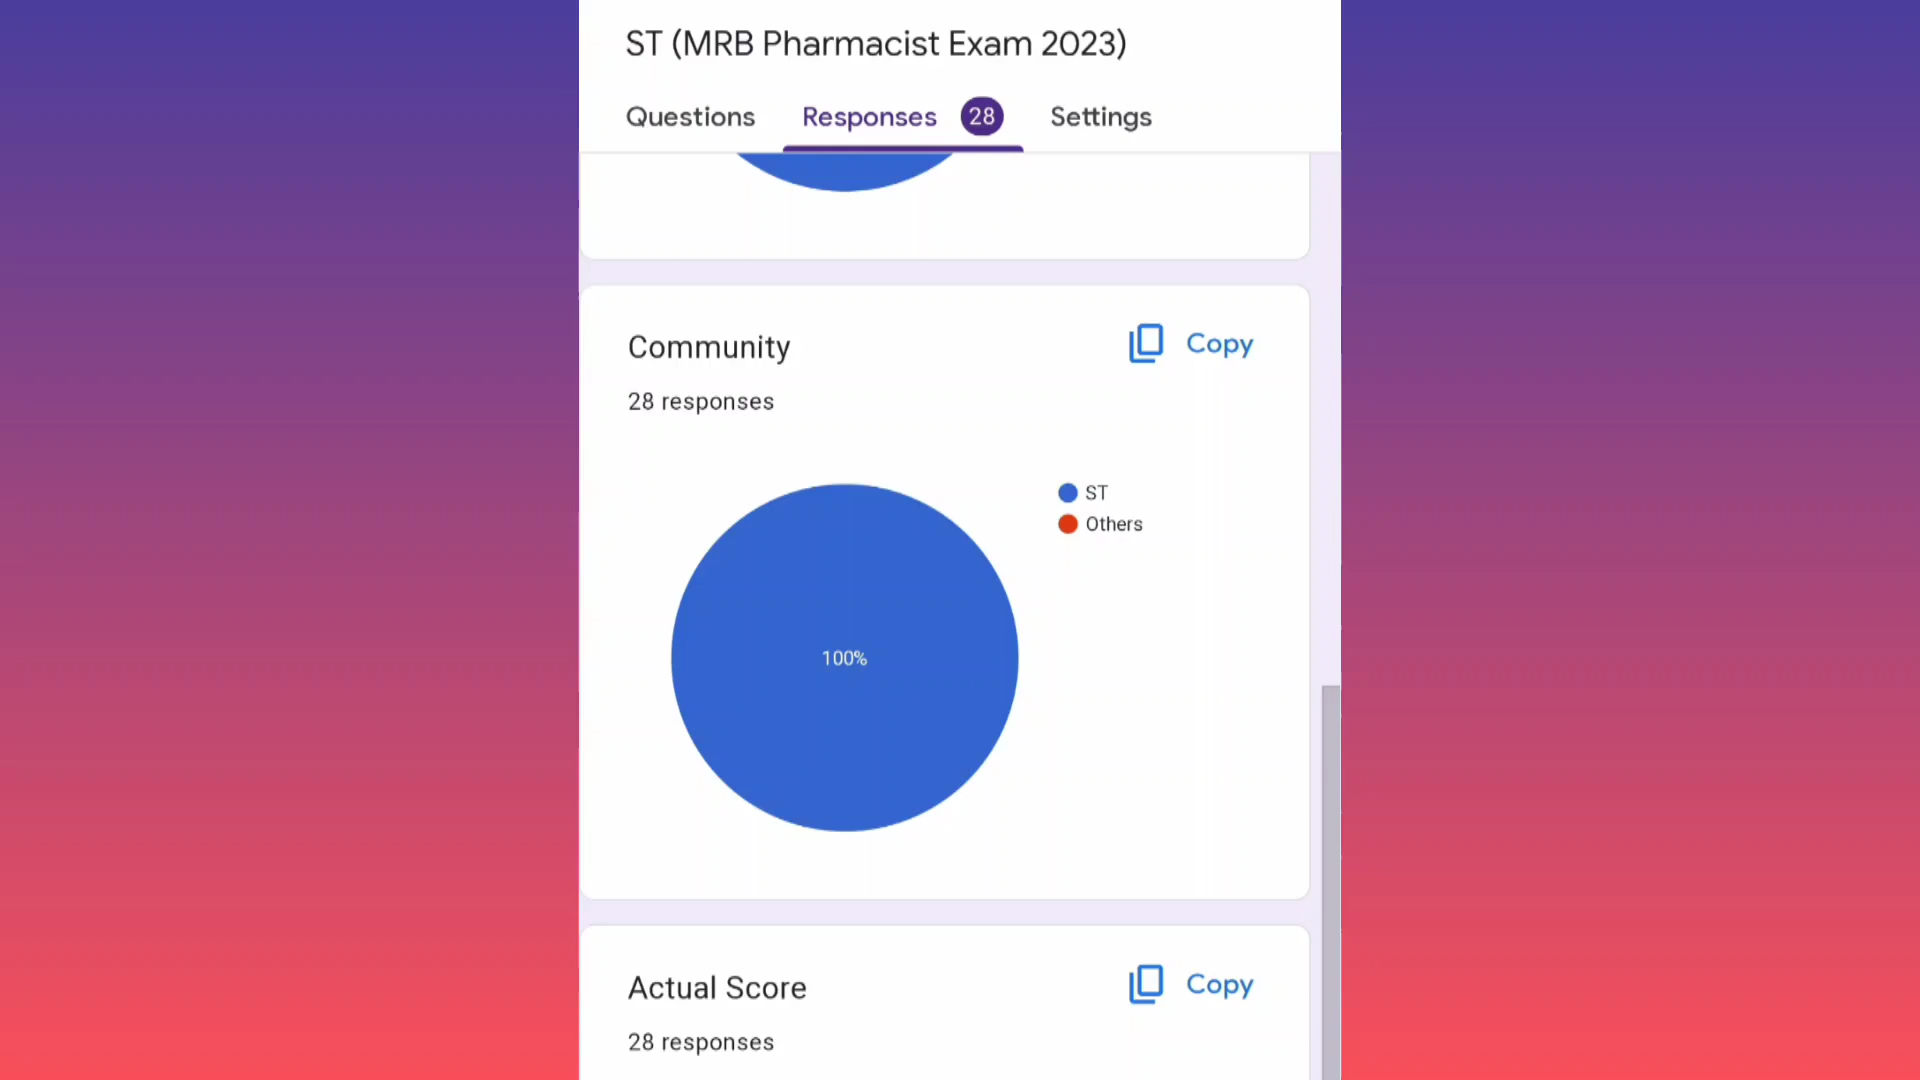 ST (MRB Pharmacist Exam 2023)
Questions Responses 28 Settings
Community Copy
28 responses
ST
Others
100%
Actual Score Copy
28 responses